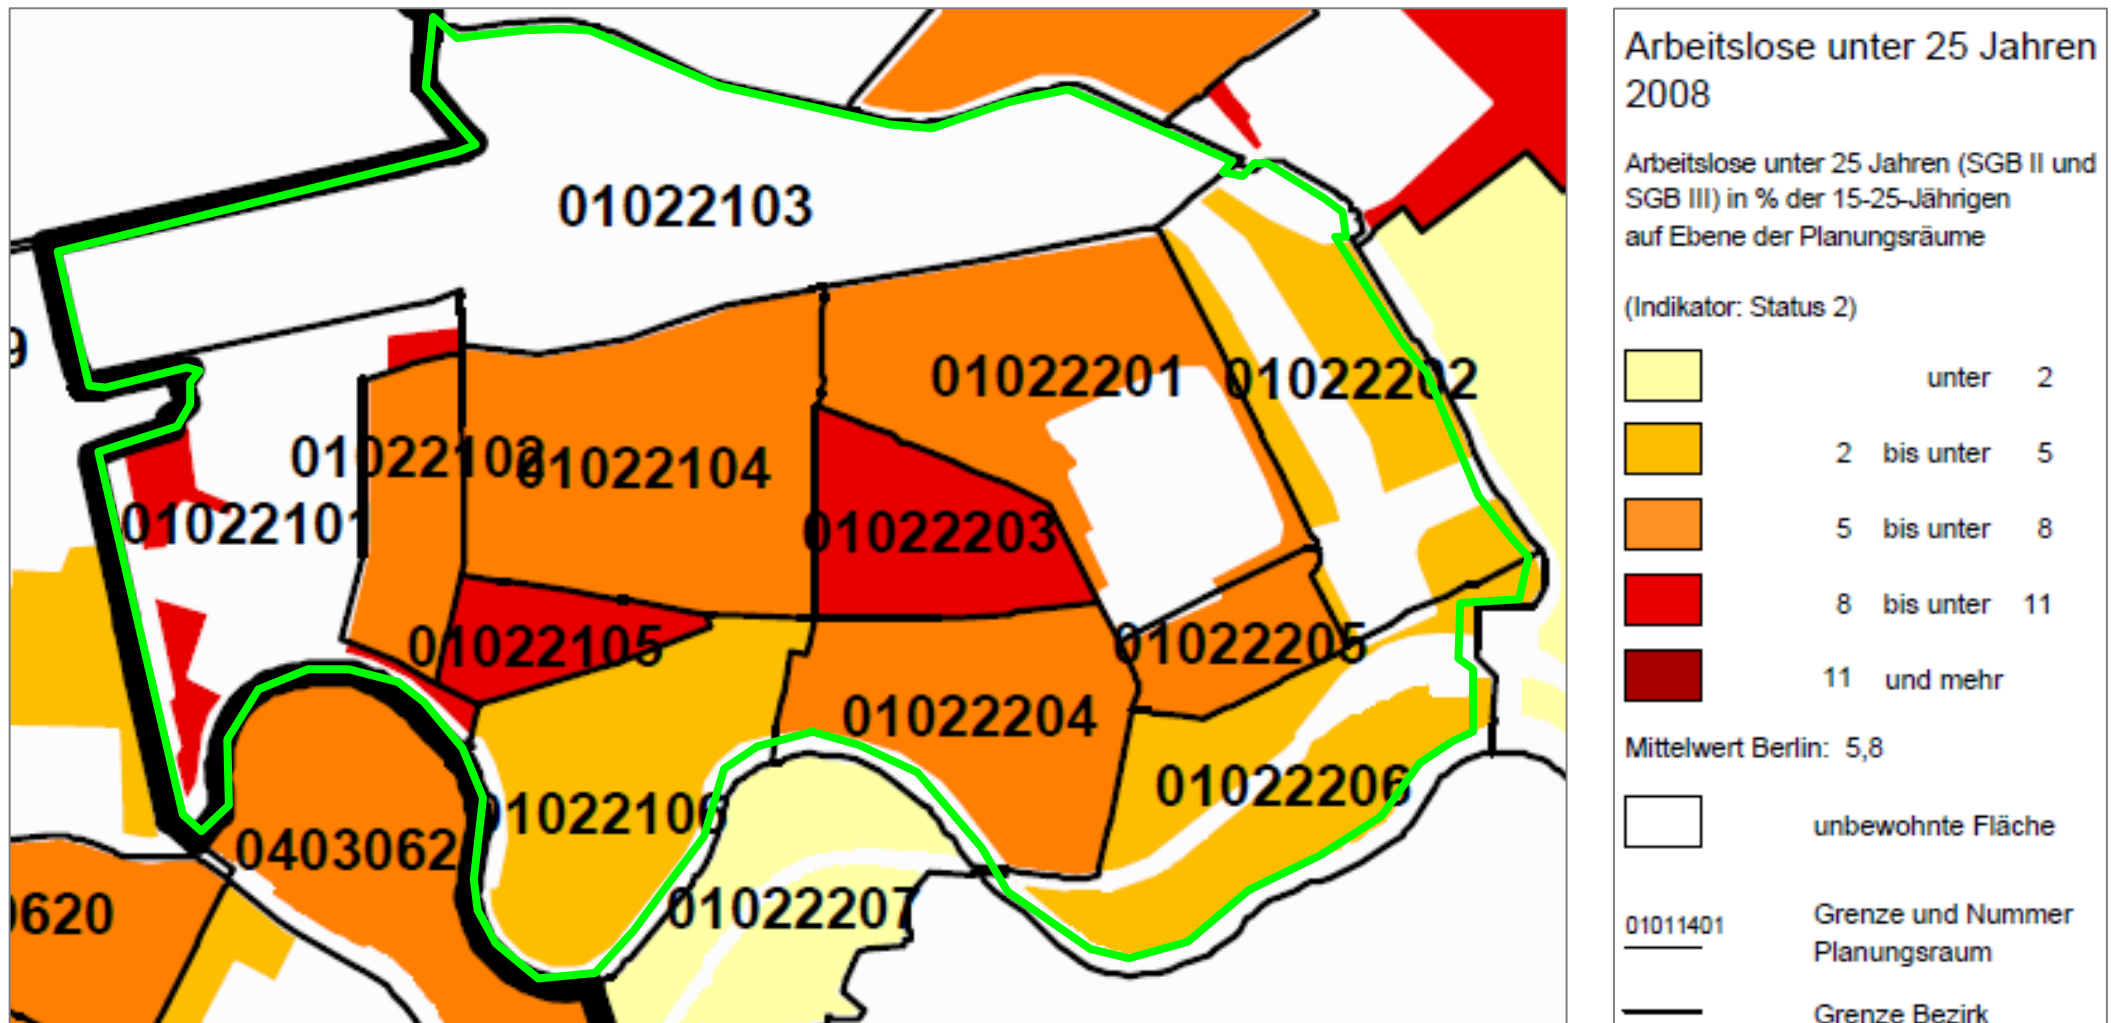 01022103
9
01022201
01022202
01022102
01022104
01022101
01022203
01022105
01022205
01022204
01022106
01022206
0403062
01022207
0620
Arbeitslose unter 25 Jahren
2008
Arbeitslose unter 25 Jahren (SGB II und
SGB III) in % der 15-25-Jährigen
auf Ebene der Planungsräume
(Indikator: Status 2)
unter 2
2 bis unter 5
5 bis unter 8
8 bis unter 11
11 und mehr
Mittelwert Berlin: 5,8
unbewohnte Fläche
01011401 Grenze und Nummer
Planungsraum
Grenze Bezirk